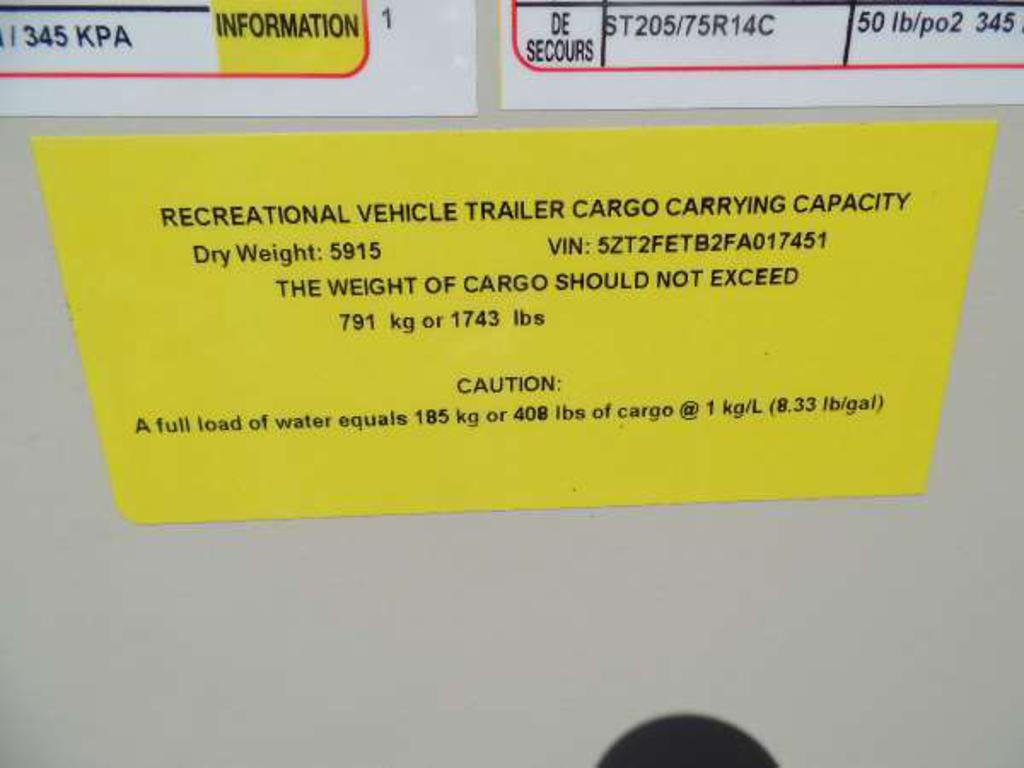 / 345 KPA
INFORMATION
1
DE
SECOURS
ST205/75R14C
50 lb/po2 345
RECREATIONAL VEHICLE TRAILER CARGO CARRYING CAPACITY
Dry Weight: 5915 VIN: 5ZT2FETB2FA017451
THE WEIGHT OF CARGO SHOULD NOT EXCEED
791 kg or 1743 lbs
CAUTION:
A full load of water equals 185 kg or 408 lbs of cargo @ 1 kg/L (8.33 lb/gal)